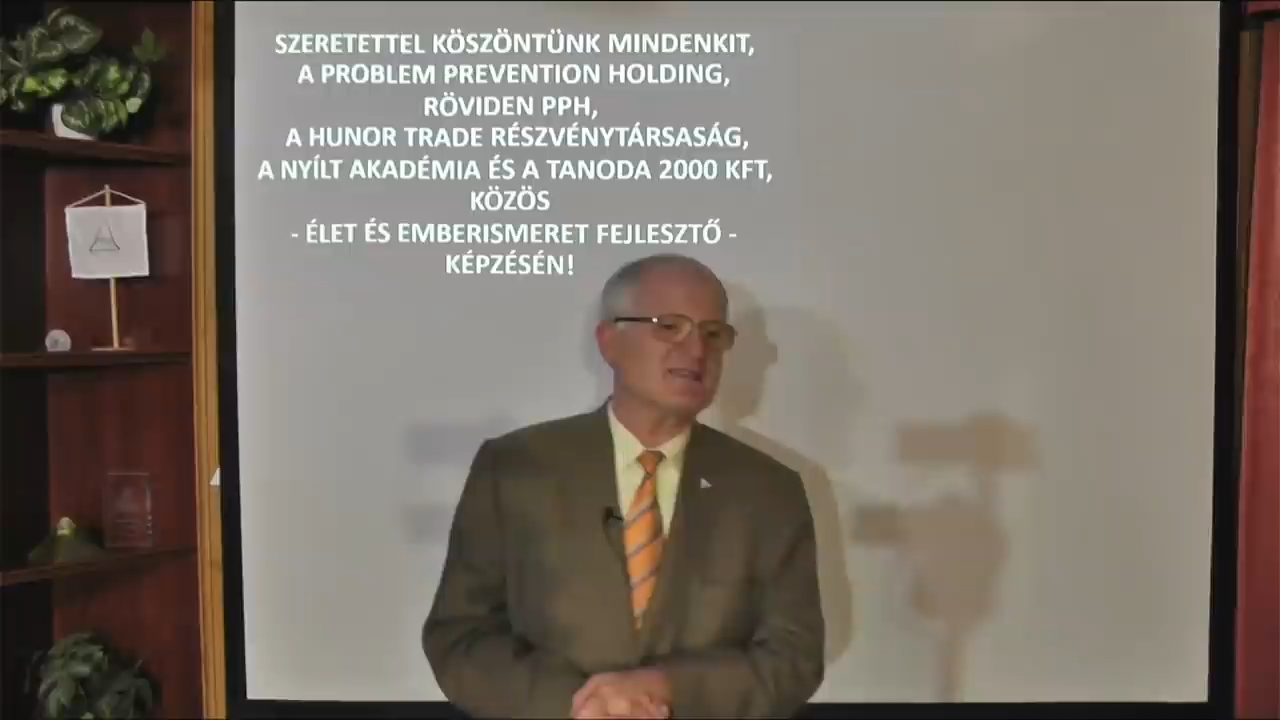 SZERETETTEL KÖSZÖNTÜNK MINDENKIT,
A PROBLEM PREVENTION HOLDING,
RÖVIDEN PPH,
A HUNOR TRADE RÉSZVÉNYTÁRSASÁG,
A NYÍLT AKADÉMIA ÉS A TANODA 2000 KFT,
KÖZÖS
- ÉLET ÉS EMBERISMERET FEJLESZTŐ -
KÉPZÉSÉN!